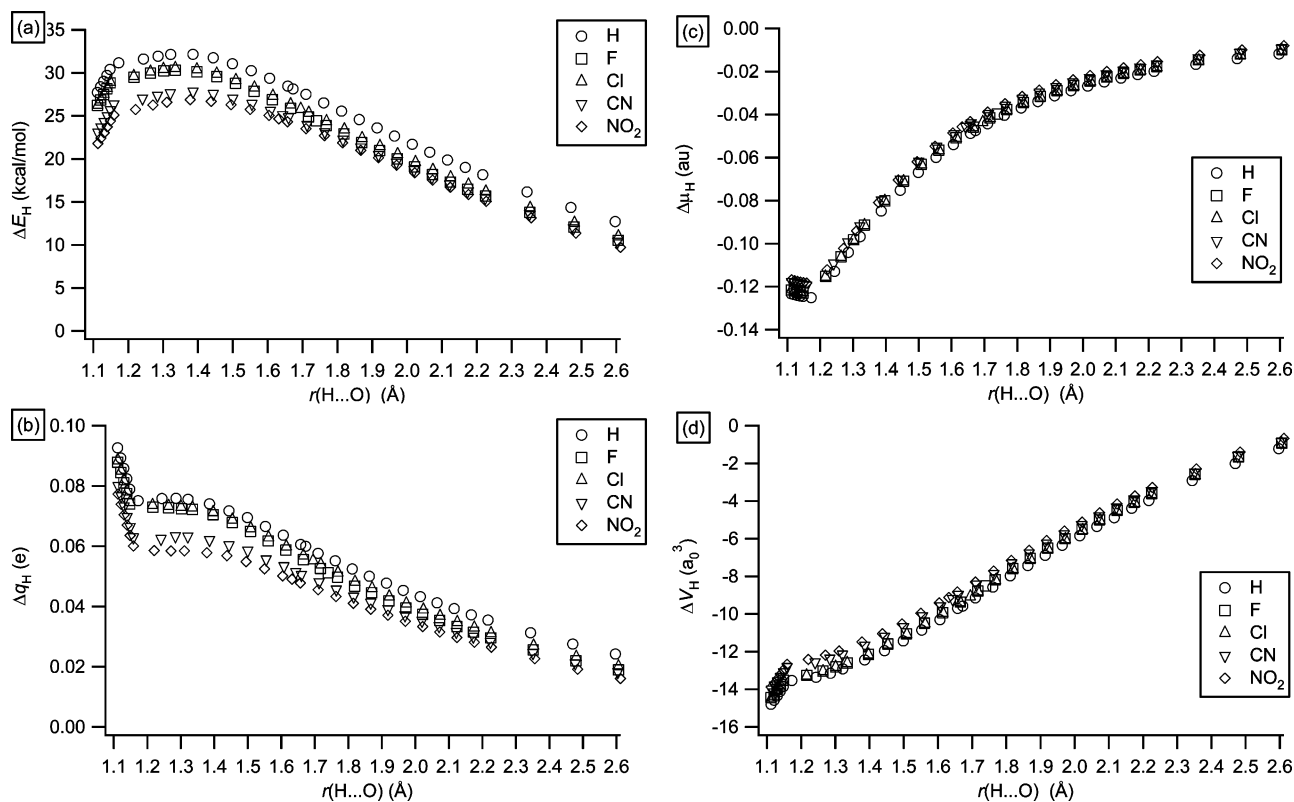 (a)
35
30
25
20
15
10
5
0
ΔE_H (kcal/mol)
H
F
Cl
CN
NO₂
1.1 1.2 1.3 1.4 1.5 1.6 1.7 1.8 1.9 2.0 2.1 2.2 2.3 2.4 2.5 2.6
r(H...O) (Å)
(c)
-0.00
-0.02
-0.04
-0.06
-0.08
-0.10
-0.12
-0.14
Δμ_H (au)
H
F
Cl
CN
NO₂
1.1 1.2 1.3 1.4 1.5 1.6 1.7 1.8 1.9 2.0 2.1 2.2 2.3 2.4 2.5 2.6
r(H...O) (Å)
(b)
0.10
0.08
0.06
0.04
0.02
0.00
Δq_H (e)
H
F
Cl
CN
NO₂
1.1 1.2 1.3 1.4 1.5 1.6 1.7 1.8 1.9 2.0 2.1 2.2 2.3 2.4 2.5 2.6
r(H...O) (Å)
(d)
0
-2
-4
-6
-8
-10
-12
-14
-16
ΔV_H (a₀³)
H
F
Cl
CN
NO₂
1.1 1.2 1.3 1.4 1.5 1.6 1.7 1.8 1.9 2.0 2.1 2.2 2.3 2.4 2.5 2.6
r(H...O) (Å)